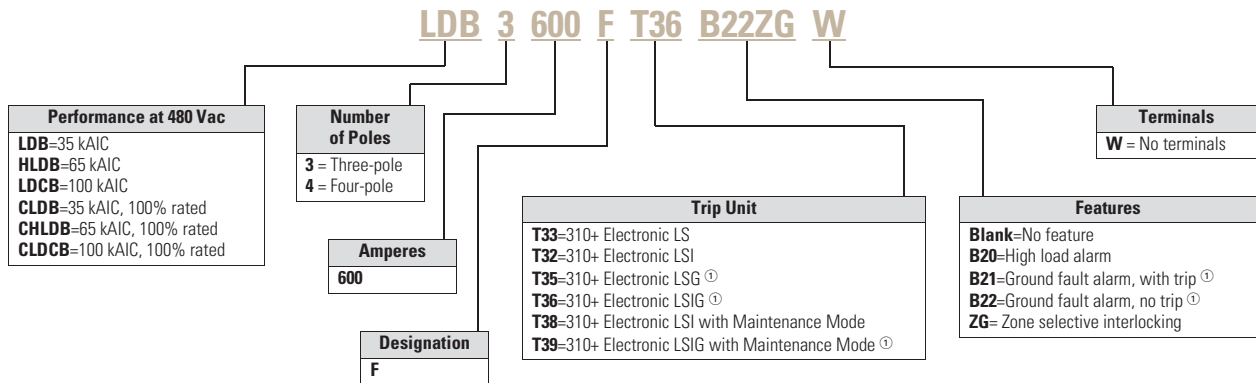 LDB 3 600 F T36 B22ZG W
Performance at 480 Vac
LDB=35 kAIC
HLDB=65 kAIC
LDCB=100 kAIC
CLDB=35 kAIC, 100% rated
CHLDB=65 kAIC, 100% rated
CLDCB=100 kAIC, 100% rated
Number
of Poles
3 = Three-pole
4 = Four-pole
Amperes
600
Designation
F
Trip Unit
T33=310+ Electronic LS
T32=310+ Electronic LSI
T35=310+ Electronic LSG ①
T36=310+ Electronic LSIG ①
T38=310+ Electronic LSI with Maintenance Mode
T39=310+ Electronic LSIG with Maintenance Mode ①
Features
Blank=No feature
B20=High load alarm
B21=Ground fault alarm, with trip ①
B22=Ground fault alarm, no trip ①
ZG= Zone selective interlocking
Terminals
W = No terminals